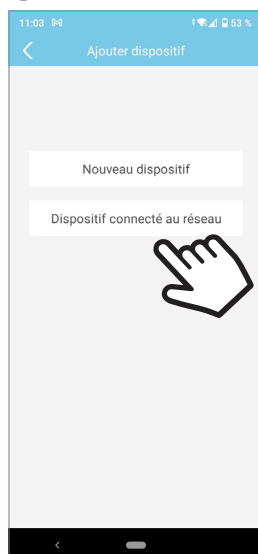 11:03
53 %
Ajouter dispositif
Nouveau dispositif
Dispositif connecté au réseau